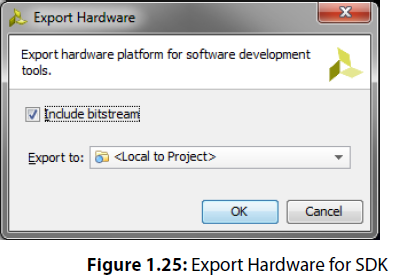 Export Hardware
Export hardware platform for software development
tools.
Include bitstream
Export to: <Local to Project>
OK Cancel
Figure 1.25: Export Hardware for SDK